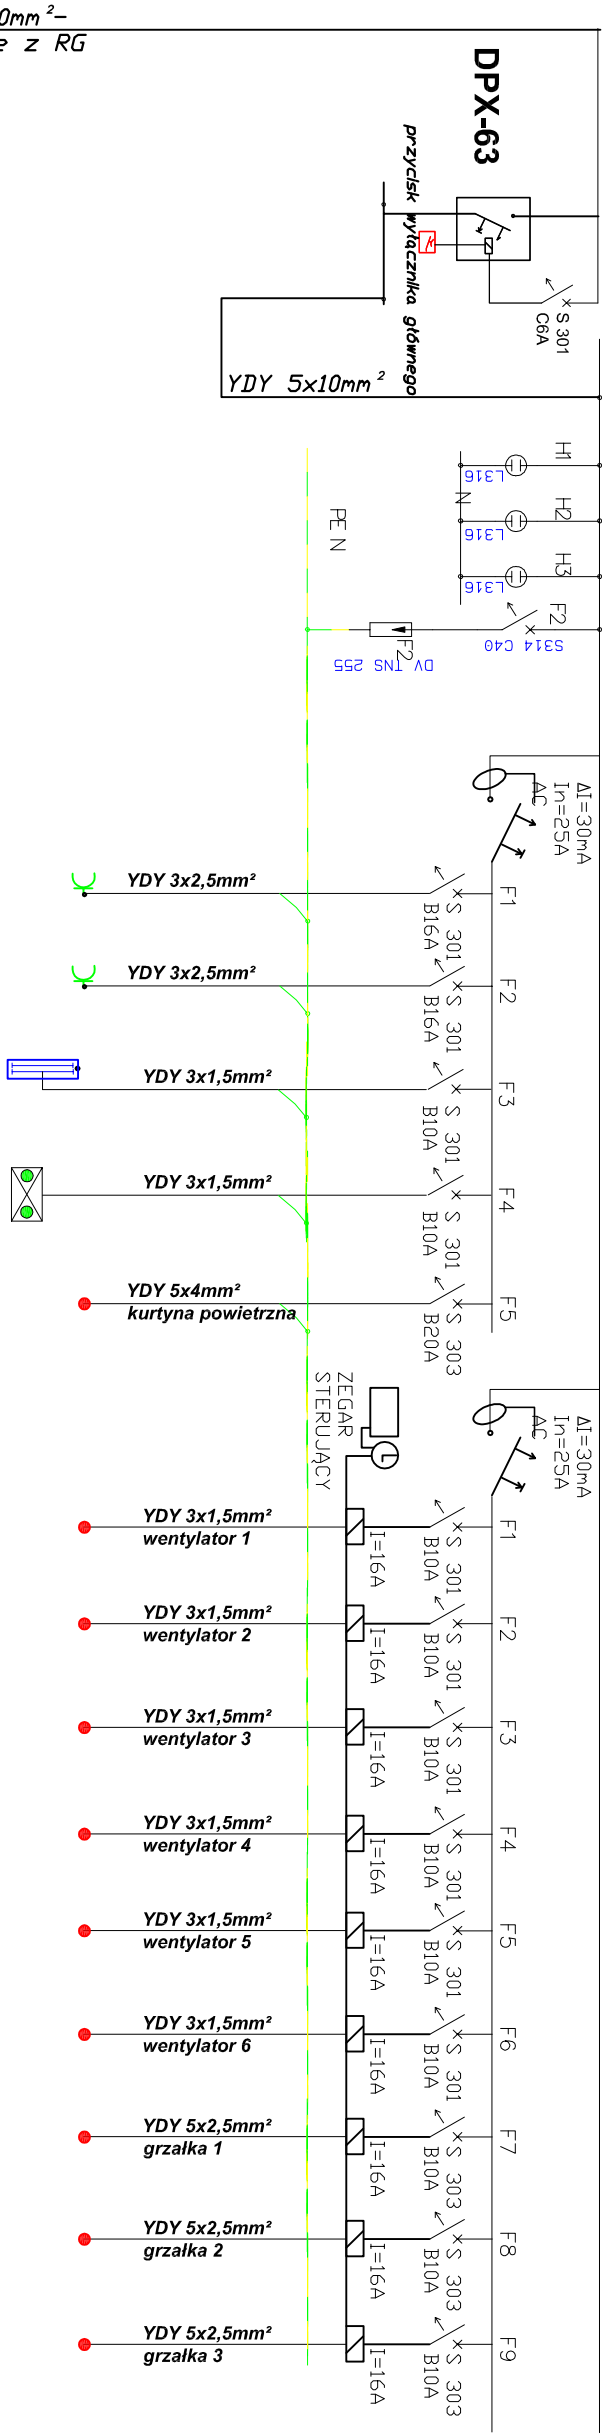 0mm²-
e z RG
DPX-63
przycisk wyłącznika głównego
S 301
C6A
YDY 5x10mm²
H1
L316
N
H2
L316
H3
L316
PE N
F2
S314 C40
F2
DV TNS 255
ΔI=30mA
In=25A
AC
YDY 3x2,5mm²
S 301
B16A
F1
YDY 3x2,5mm²
S 301
B16A
F2
YDY 3x1,5mm²
S 301
B10A
F3
YDY 3x1,5mm²
S 301
B10A
F4
YDY 5x4mm²
kurtyna powietrzna
S 303
B20A
F5
ZEGAR
STERUJĄCY
ΔI=30mA
In=25A
AC
YDY 3x1,5mm²
wentylator 1
I=16A
S 301
B10A
F1
YDY 3x1,5mm²
wentylator 2
I=16A
S 301
B10A
F2
YDY 3x1,5mm²
wentylator 3
I=16A
S 301
B10A
F3
YDY 3x1,5mm²
wentylator 4
I=16A
S 301
B10A
F4
YDY 3x1,5mm²
wentylator 5
I=16A
S 301
B10A
F5
YDY 3x1,5mm²
wentylator 6
I=16A
S 301
B10A
F6
YDY 5x2,5mm²
grzałka 1
I=16A
S 303
B10A
F7
YDY 5x2,5mm²
grzałka 2
I=16A
S 303
B10A
F8
YDY 5x2,5mm²
grzałka 3
I=16A
S 303
B10A
F9